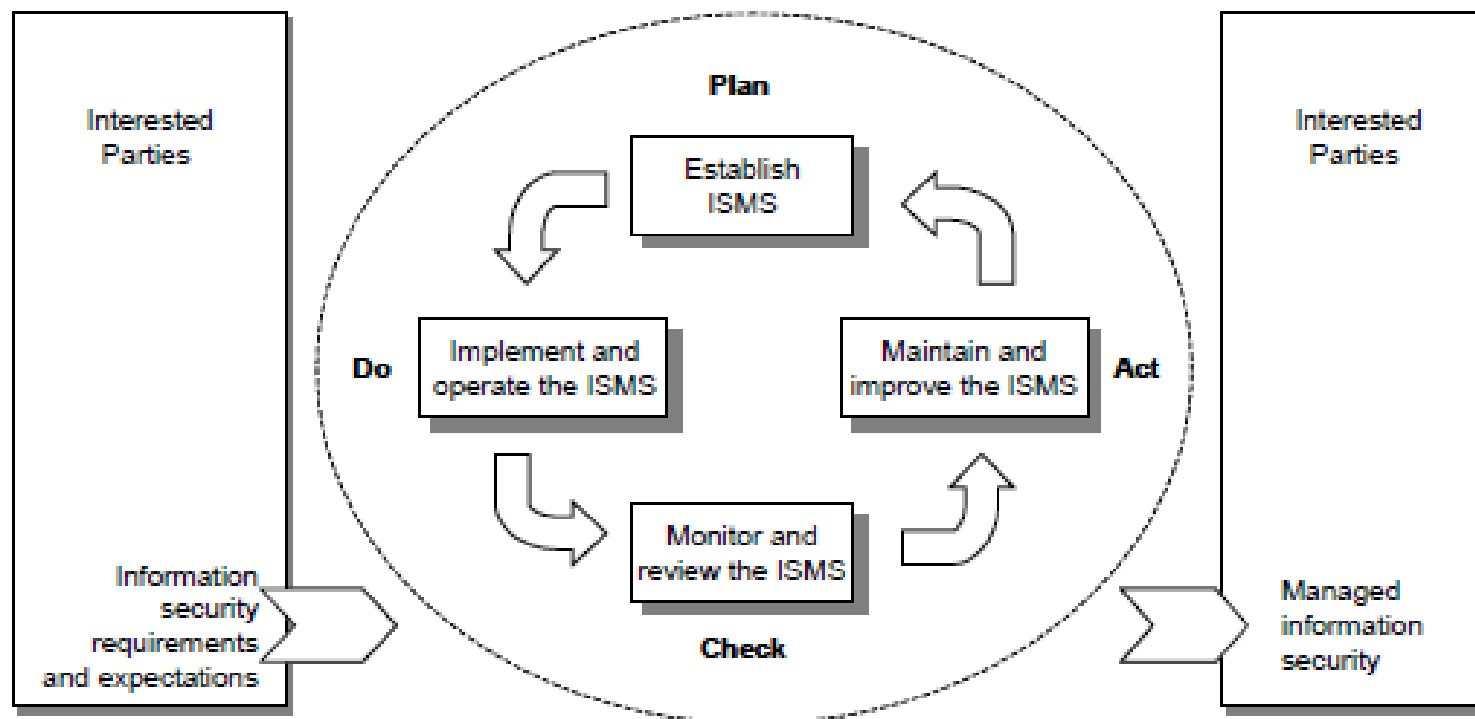 Interested
Parties
Information
security
requirements
and expectations
Plan
Establish
ISMS
Do
Implement and
operate the ISMS
Maintain and
improve the ISMS
Act
Monitor and
review the ISMS
Check
Interested
Parties
Managed
information
security